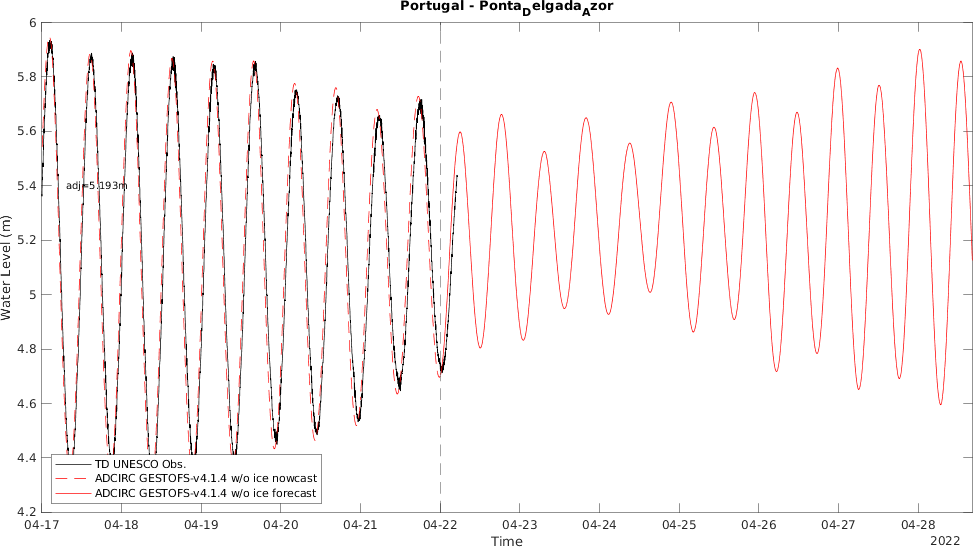 Portugal - Ponta_Delgada_Azor
6
5.8
5.6
5.4
5.2
5
4.8
4.6
4.4
4.2
Water Level (m)
adj=5.193m
TD UNESCO Obs.
ADCIRC GESTOFS-v4.1.4 w/o ice nowcast
ADCIRC GESTOFS-v4.1.4 w/o ice forecast
04-17 04-18 04-19 04-20 04-21 04-22 04-23 04-24 04-25 04-26 04-27 04-28
Time
2022